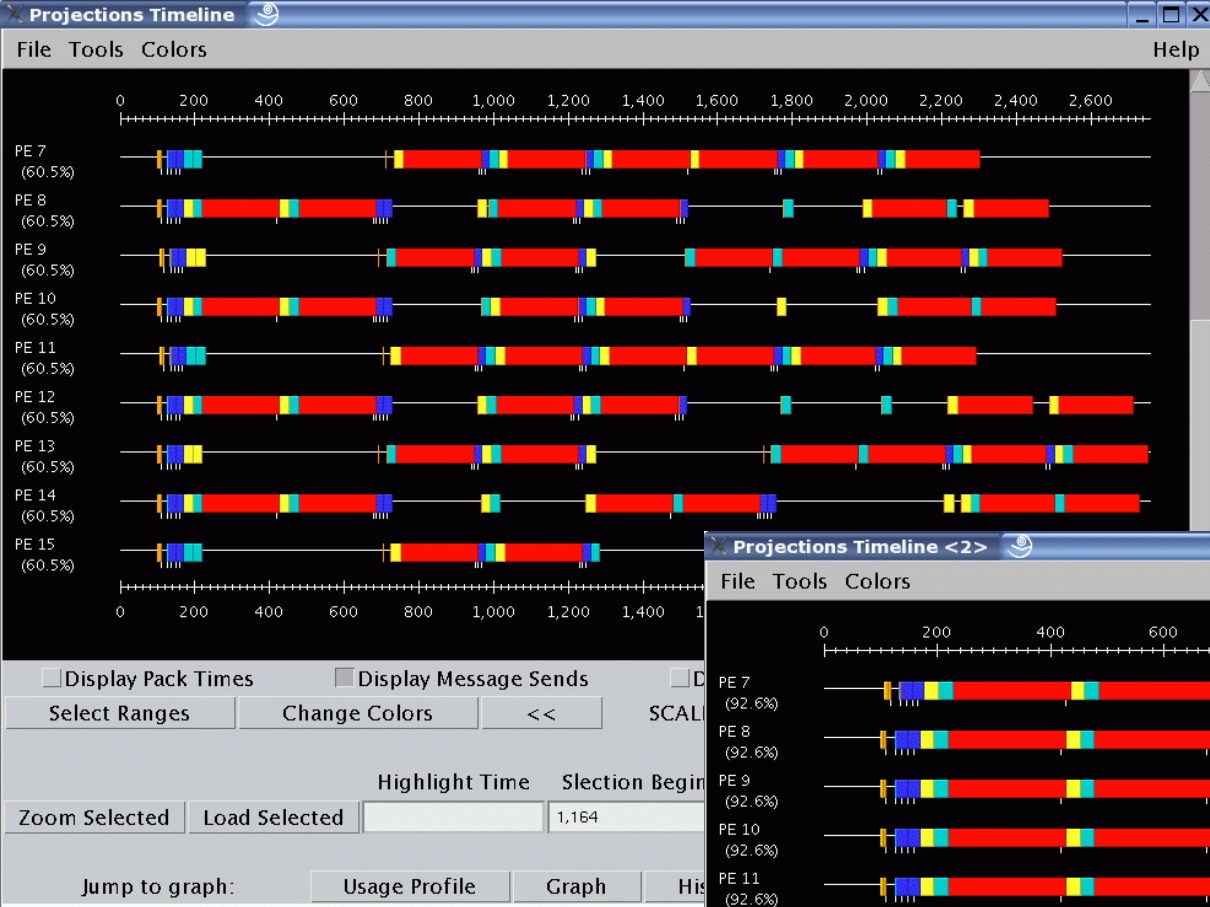 Projections Timeline
File Tools Colors Help
0 200 400 600 800 1,000 1,200 1,400 1,600 1,800 2,000 2,200 2,400 2,600
PE 7
(60.5%)
PE 8
(60.5%)
PE 9
(60.5%)
PE 10
(60.5%)
PE 11
(60.5%)
PE 12
(60.5%)
PE 13
(60.5%)
PE 14
(60.5%)
PE 15
(60.5%)
0 200 400 600 800 1,000 1,200 1,400 1
Display Pack Times Display Message Sends D
Select Ranges Change Colors << SCAL
Highlight Time Slection Begin
Zoom Selected Load Selected 1,164
Jump to graph: Usage Profile Graph His
Projections Timeline <2>
File Tools Colors
0 200 400 600
PE 7
(92.6%)
PE 8
(92.6%)
PE 9
(92.6%)
PE 10
(92.6%)
PE 11
(92.6%)